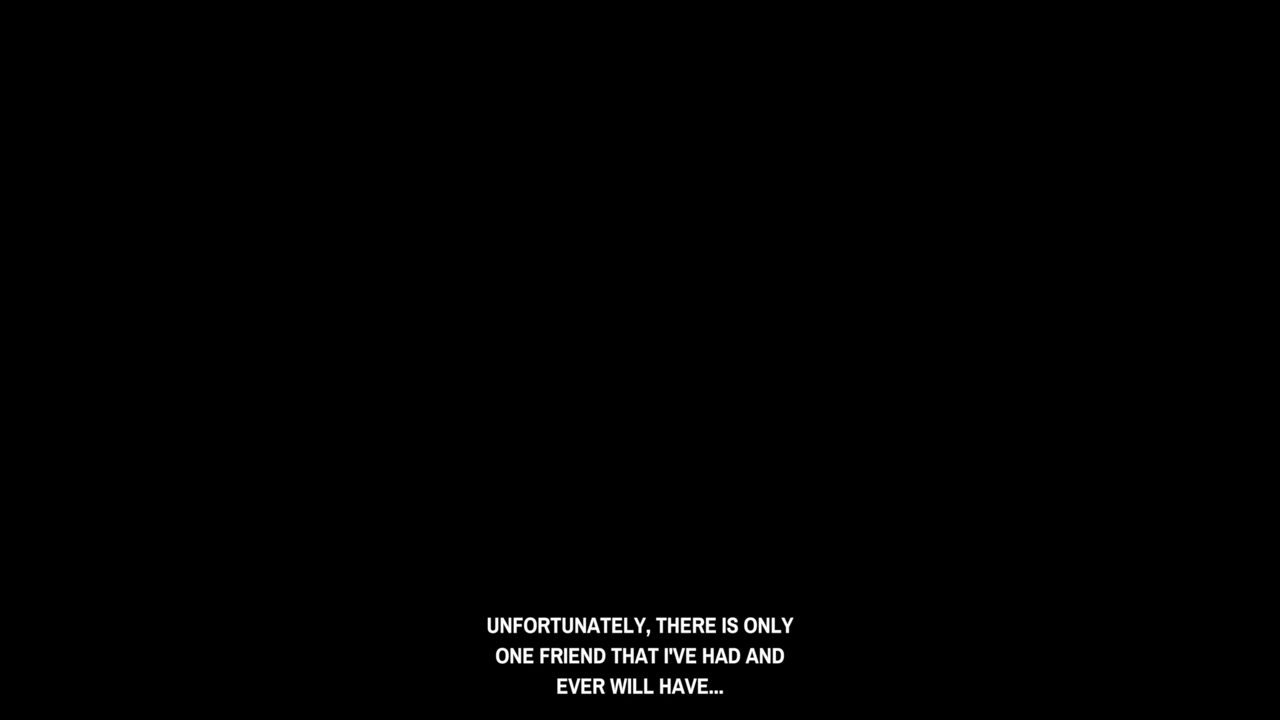 UNFORTUNATELY, THERE IS ONLY
ONE FRIEND THAT I'VE HAD AND
EVER WILL HAVE...